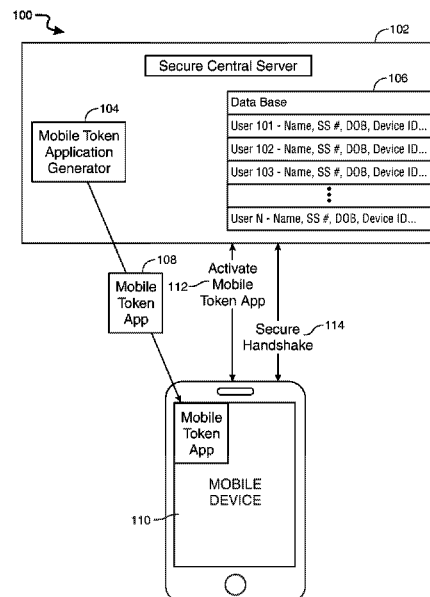 100
102
Secure Central Server
106
104
Mobile Token
Application
Generator
Data Base
User 101 - Name, SS #, DOB, Device ID...
User 102 - Name, SS #, DOB, Device ID...
User 103 - Name, SS #, DOB, Device ID...
User N - Name, SS #, DOB, Device ID...
108
Mobile
Token
App
112
Activate
Mobile
Token App
Secure
Handshake
114
Mobile
Token
App
MOBILE
DEVICE
110